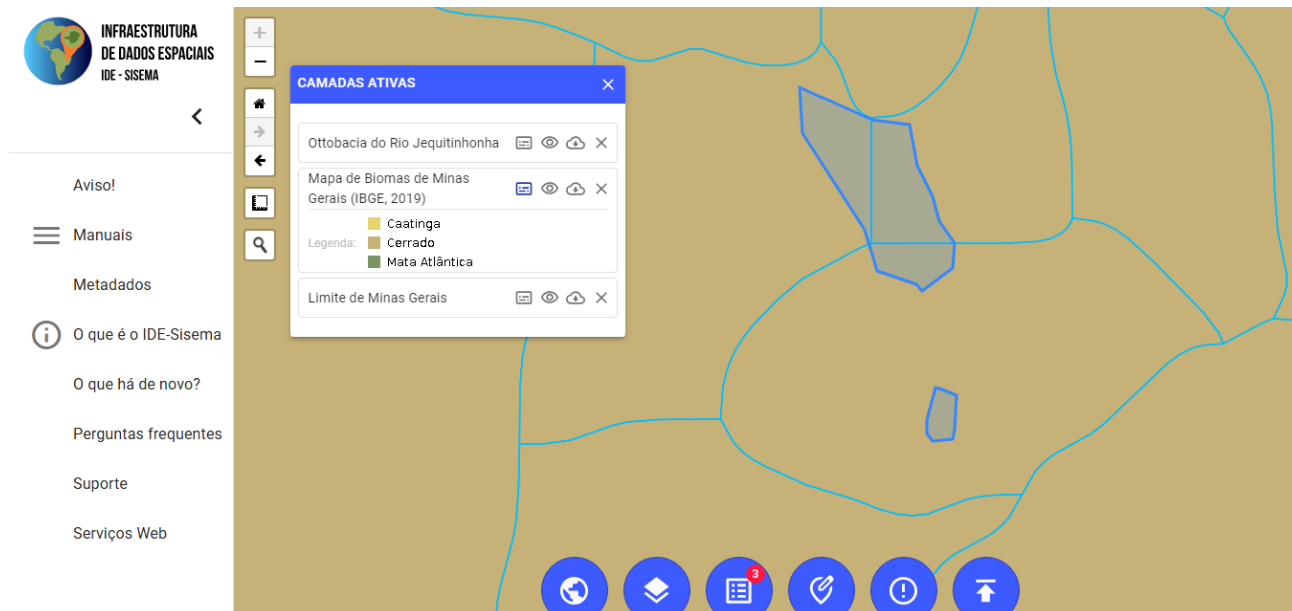 INFRAESTRUTURA
DE DADOS ESPACIAIS
IDE - SISEMA
Aviso!
Manuais
Metadados
O que é o IDE-Sisema
O que há de novo?
Perguntas frequentes
Suporte
Serviços Web
CAMADAS ATIVAS
Ottobacia do Rio Jequitinhonha
Mapa de Biomas de Minas
Gerais (IBGE, 2019)
Legenda:
Caatinga
Cerrado
Mata Atlântica
Limite de Minas Gerais
3